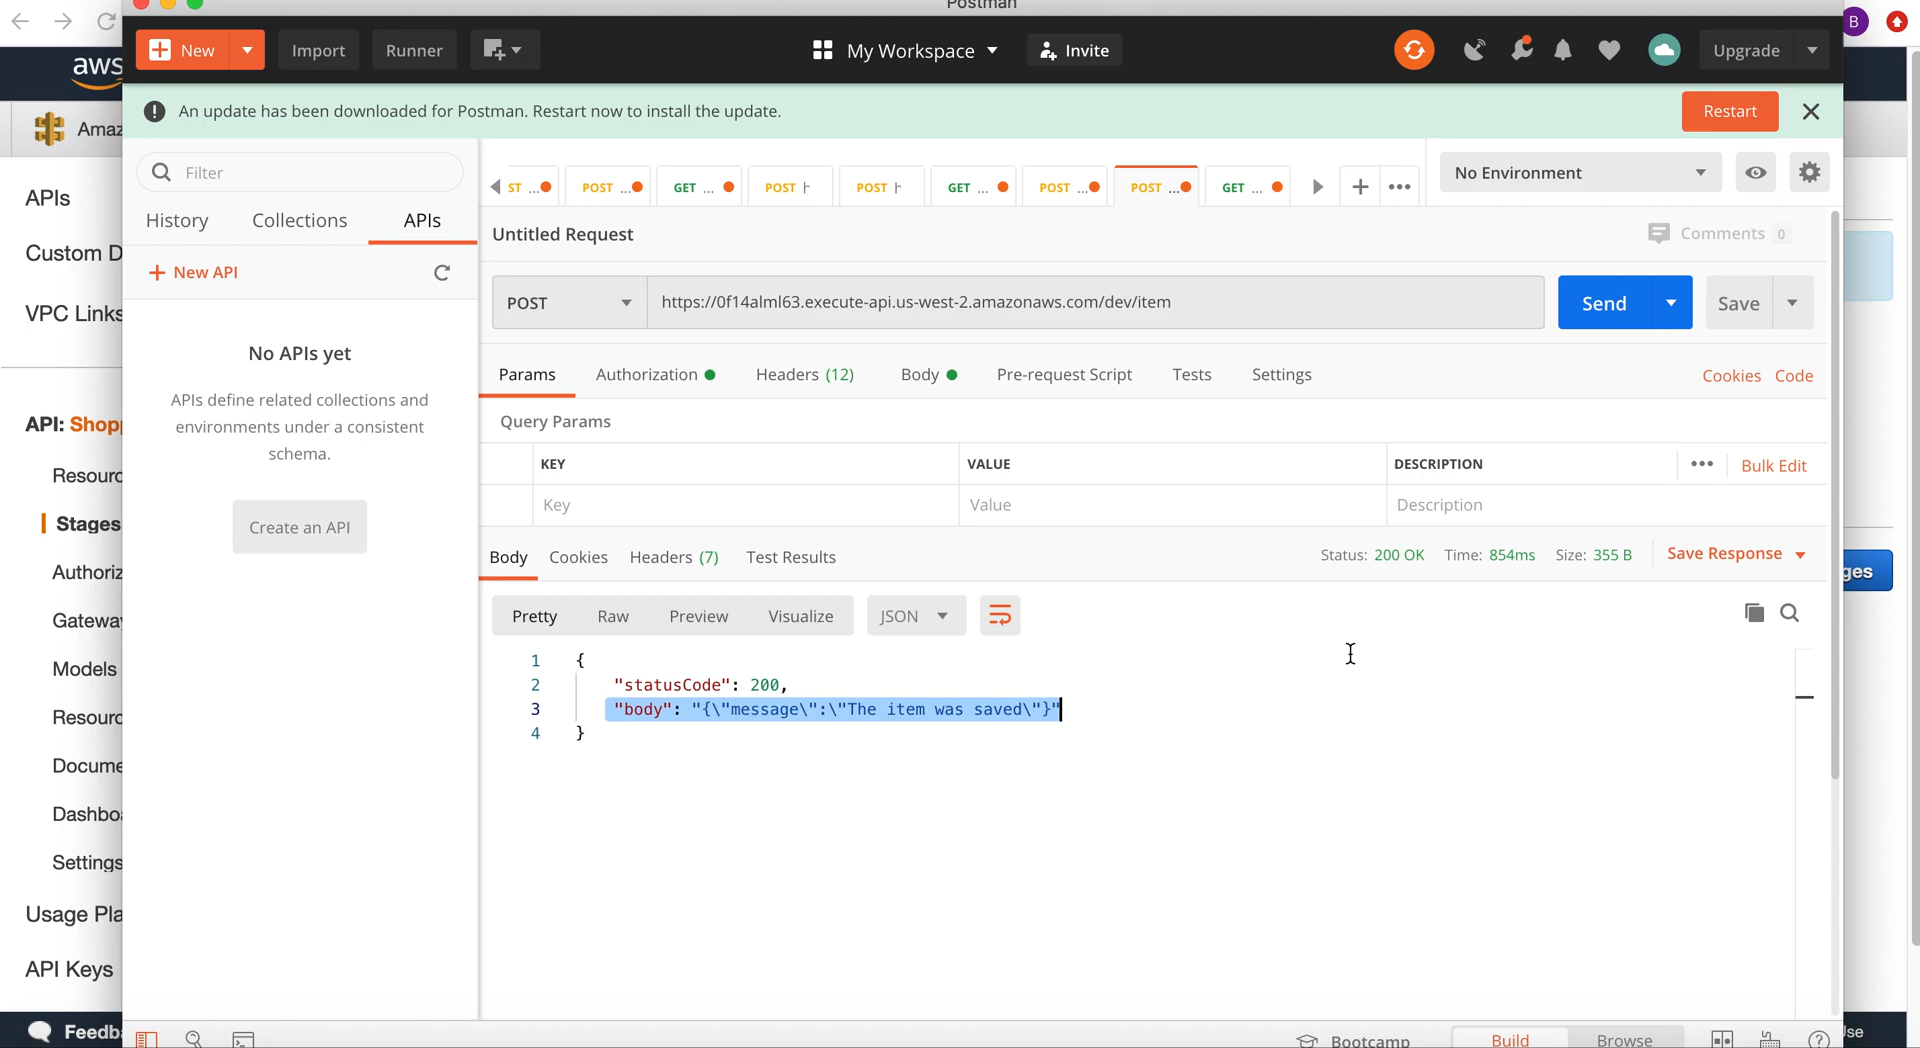 Postman
B
New
Import
Runner
My Workspace
Invite
Upgrade
aws
An update has been downloaded for Postman. Restart now to install the update.
Restart
Amaz
Filter
ST ...
POST ...
GET ...
POST h
POST h
GET ...
POST ...
POST ...
GET ...
No Environment
APIs
History
Collections
APIs
Untitled Request
Comments 0
Custom D
New API
VPC Links
POST
https://0f14alml63.execute-api.us-west-2.amazonaws.com/dev/item
Send
Save
No APIs yet
APIs define related collections and
environments under a consistent
schema.
Create an API
Params
Authorization
Headers (12)
Body
Pre-request Script
Tests
Settings
Cookies
Code
API: Shopp
Query Params
KEY
VALUE
DESCRIPTION
Bulk Edit
Key
Value
Description
Resourc
Stages
Authoriz
Gateway
Models
Resourc
Docume
Dashboa
Settings
Usage Pla
API Keys
Body
Cookies
Headers (7)
Test Results
Status: 200 OK
Time: 854ms
Size: 355 B
Save Response
ges
Pretty
Raw
Preview
Visualize
JSON
1 {
2 "statusCode": 200,
3 "body": "{\"message\":\"The item was saved\"}"
4 }
Feedba
Bootcamp
Build
Browse
Use